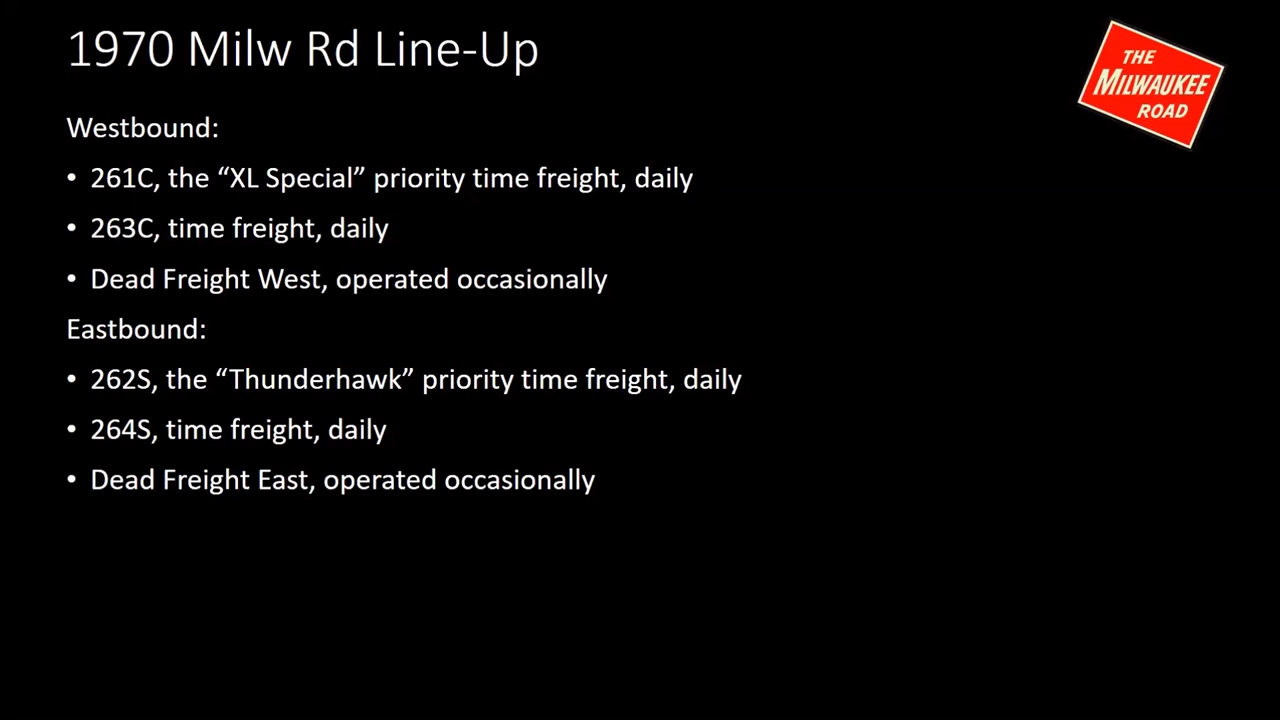 1970 Milw Rd Line-Up
THE
MILWAUKEE
ROAD
Westbound:
• 261C, the “XL Special” priority time freight, daily
• 263C, time freight, daily
• Dead Freight West, operated occasionally
Eastbound:
• 262S, the “Thunderhawk” priority time freight, daily
• 264S, time freight, daily
• Dead Freight East, operated occasionally